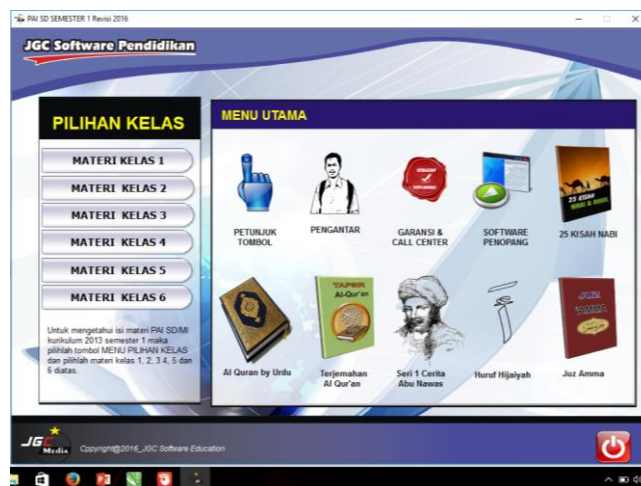 PAI SD SEMESTER 1 Revisi 2016
JGC Software Pendidikan
PILIHAN KELAS
MATERI KELAS 1
MATERI KELAS 2
MATERI KELAS 3
MATERI KELAS 4
MATERI KELAS 5
MATERI KELAS 6
Untuk mengetahui isi materi PAI SD/MI
kurikulum 2013 semester 1 maka
pilihlah tombol MENU PILIHAN KELAS
dan pilihlah materi kelas 1, 2, 3 4, 5 dan
6 diatas.
MENU UTAMA
PETUNJUK
TOMBOL
PENGANTAR
GARANSI &
CALL CENTER
SOFTWARE
PENOPANG
25 KISAH
NABI & RASUL
25 KISAH NABI
Al Quran by Urdu
TAFSIR
Al-Qur'an
Terjemahan
Al Qur'an
Seri 1 Cerita
Abu Nawas
Huruf Hijaiyah
JUZ
'AMMA
Juz Amma
JGC
Media
Copyright@2016_JGC Software Education